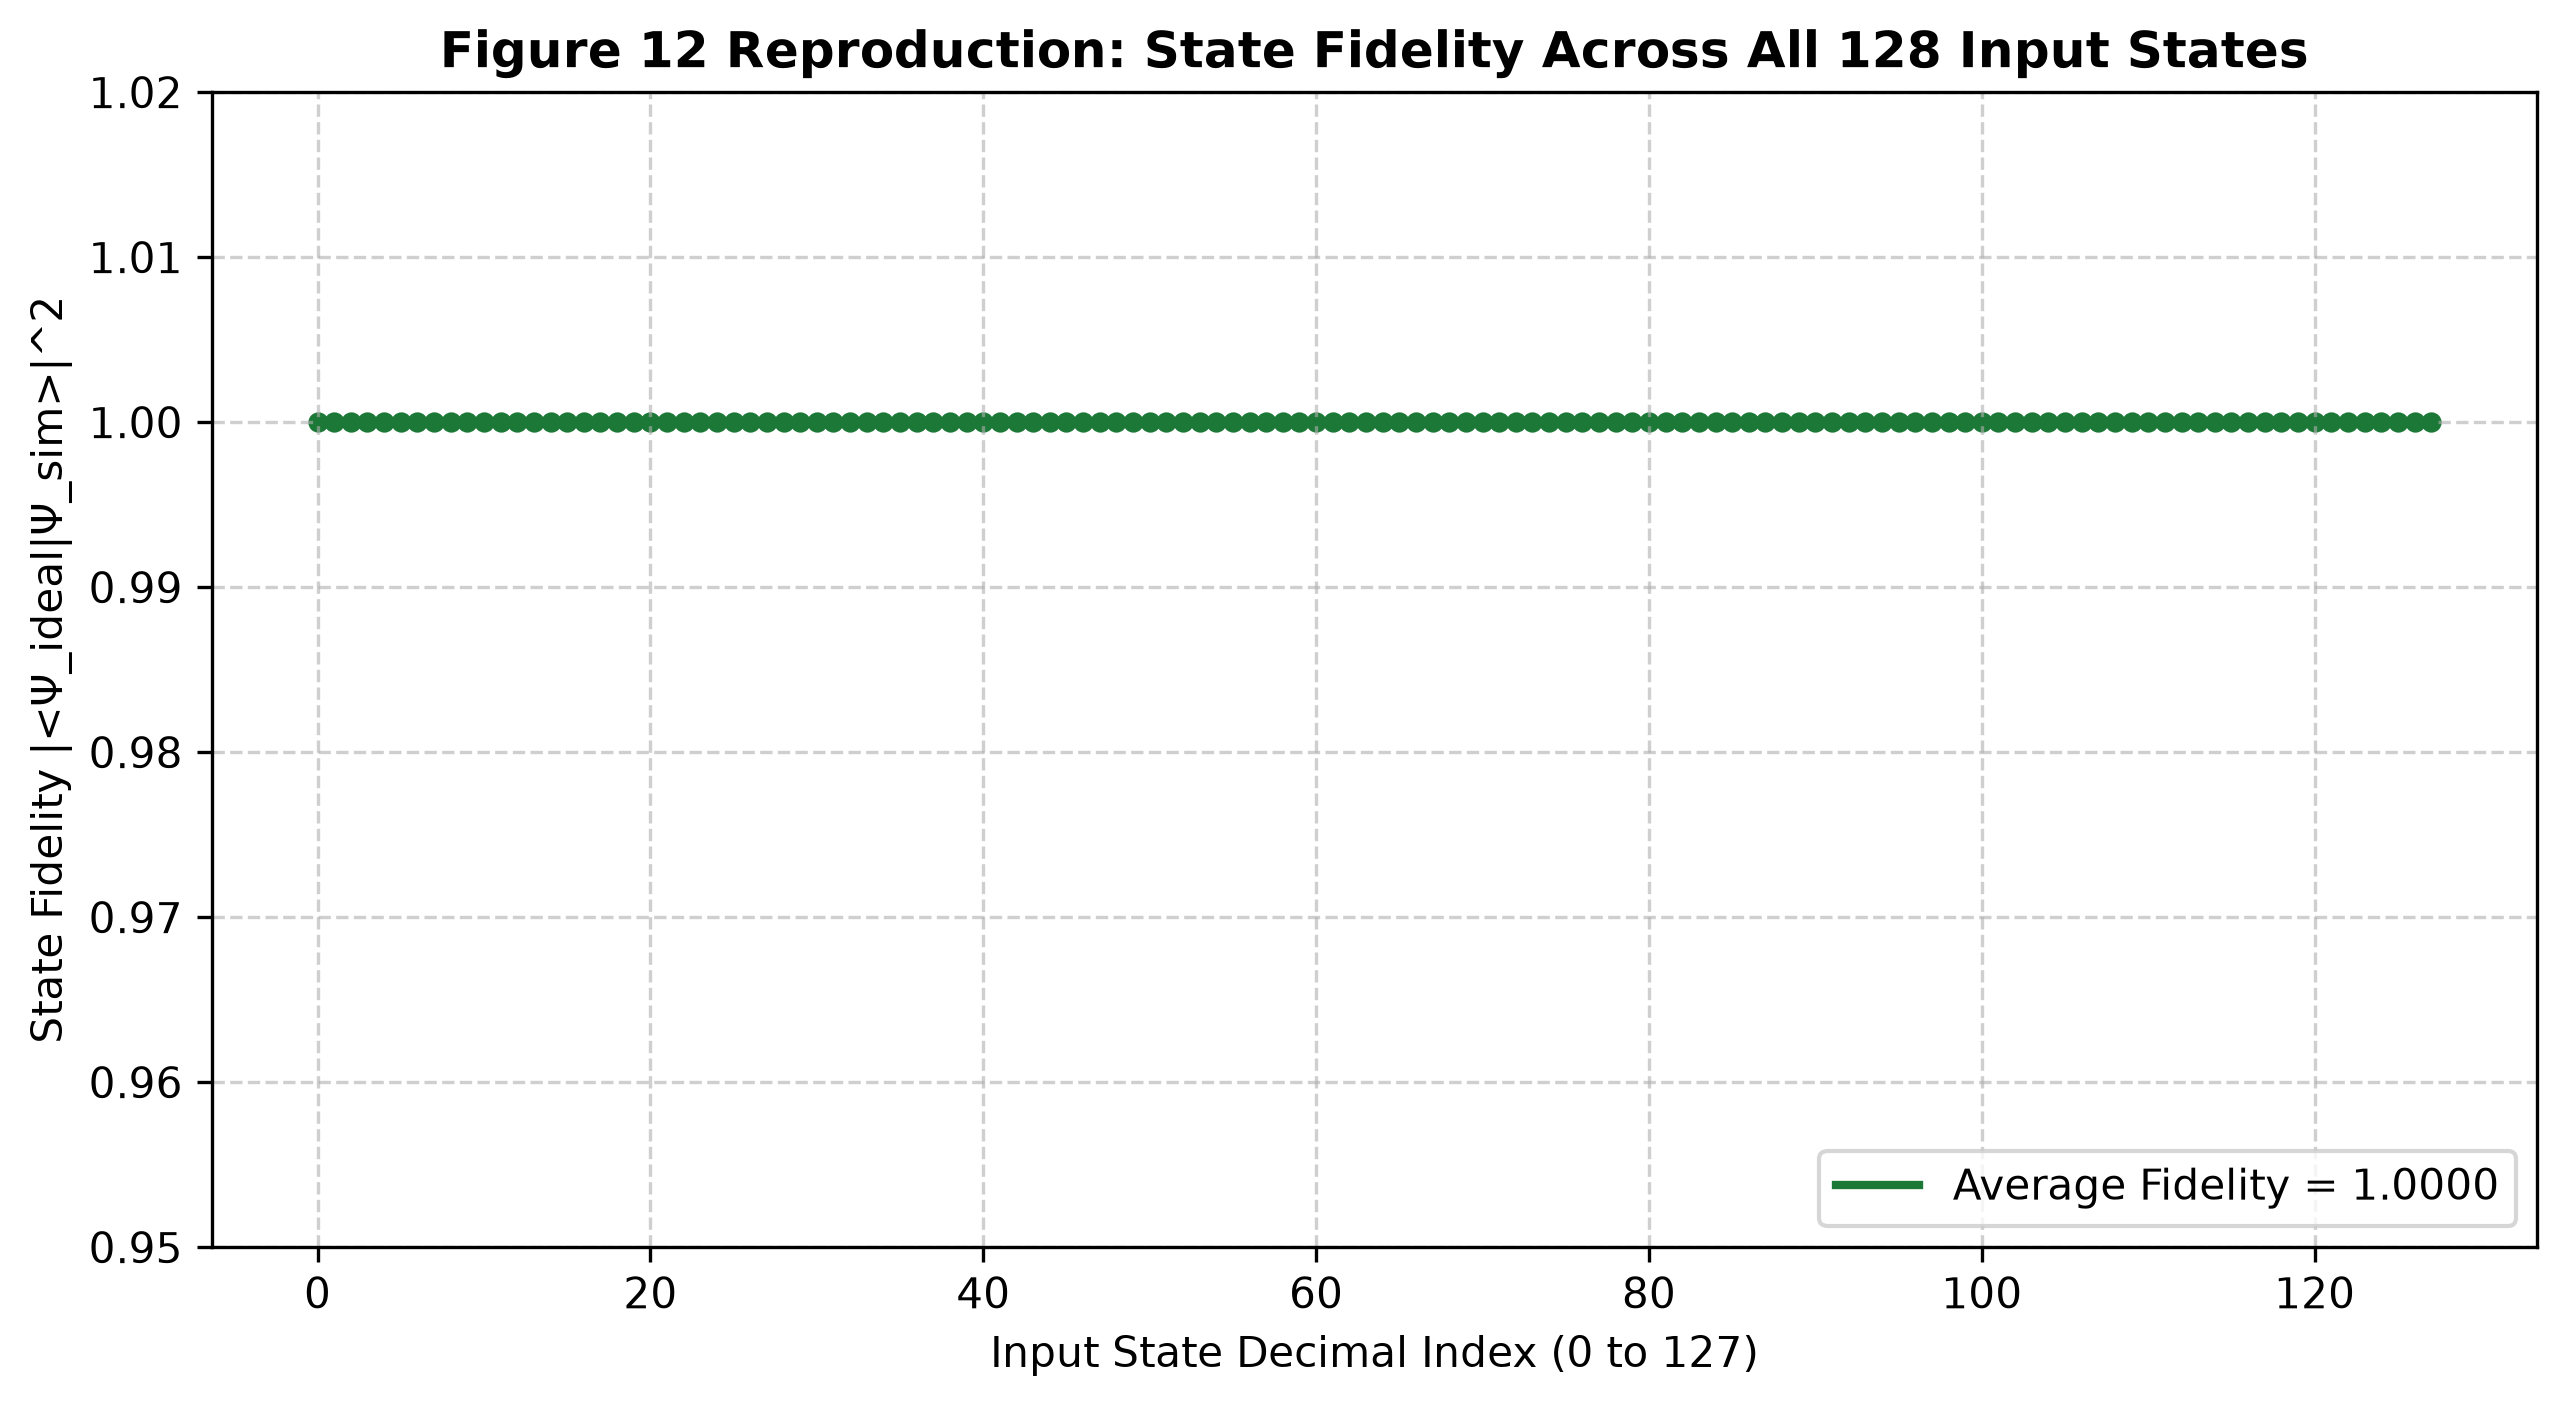 Figure 12 Reproduction: State Fidelity Across All 128 Input States
State Fidelity |<Ψ_ideal|Ψ_sim>|^2
1.02
1.01
1.00
0.99
0.98
0.97
0.96
0.95
Average Fidelity = 1.0000
0 20 40 60 80 100 120
Input State Decimal Index (0 to 127)